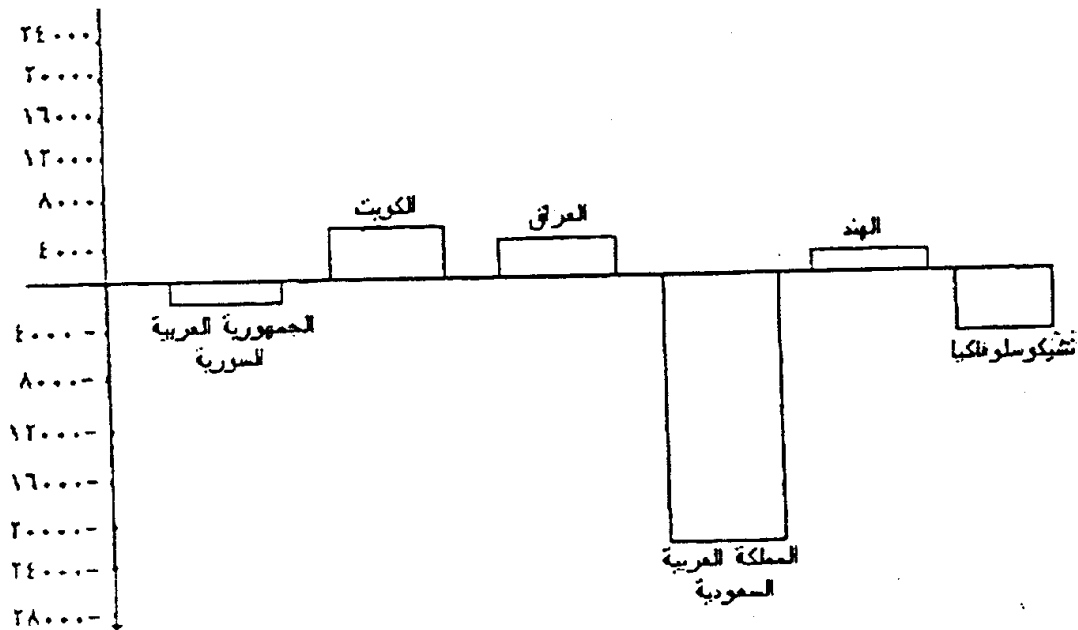 ٢٤٠٠٠
٢٠٠٠٠
١٦٠٠٠
١٢٠٠٠
٨٠٠٠
٤٠٠٠
٤٠٠٠ -
٨٠٠٠-
١٢٠٠٠-
١٦٠٠٠-
٢٠٠٠٠-
٢٤٠٠٠-
٢٨٠٠٠-
الجمهورية العربية
السورية
الكويت
العراق
المملكة العربية
السعودية
الهند
تشيكوسلوفاكيا